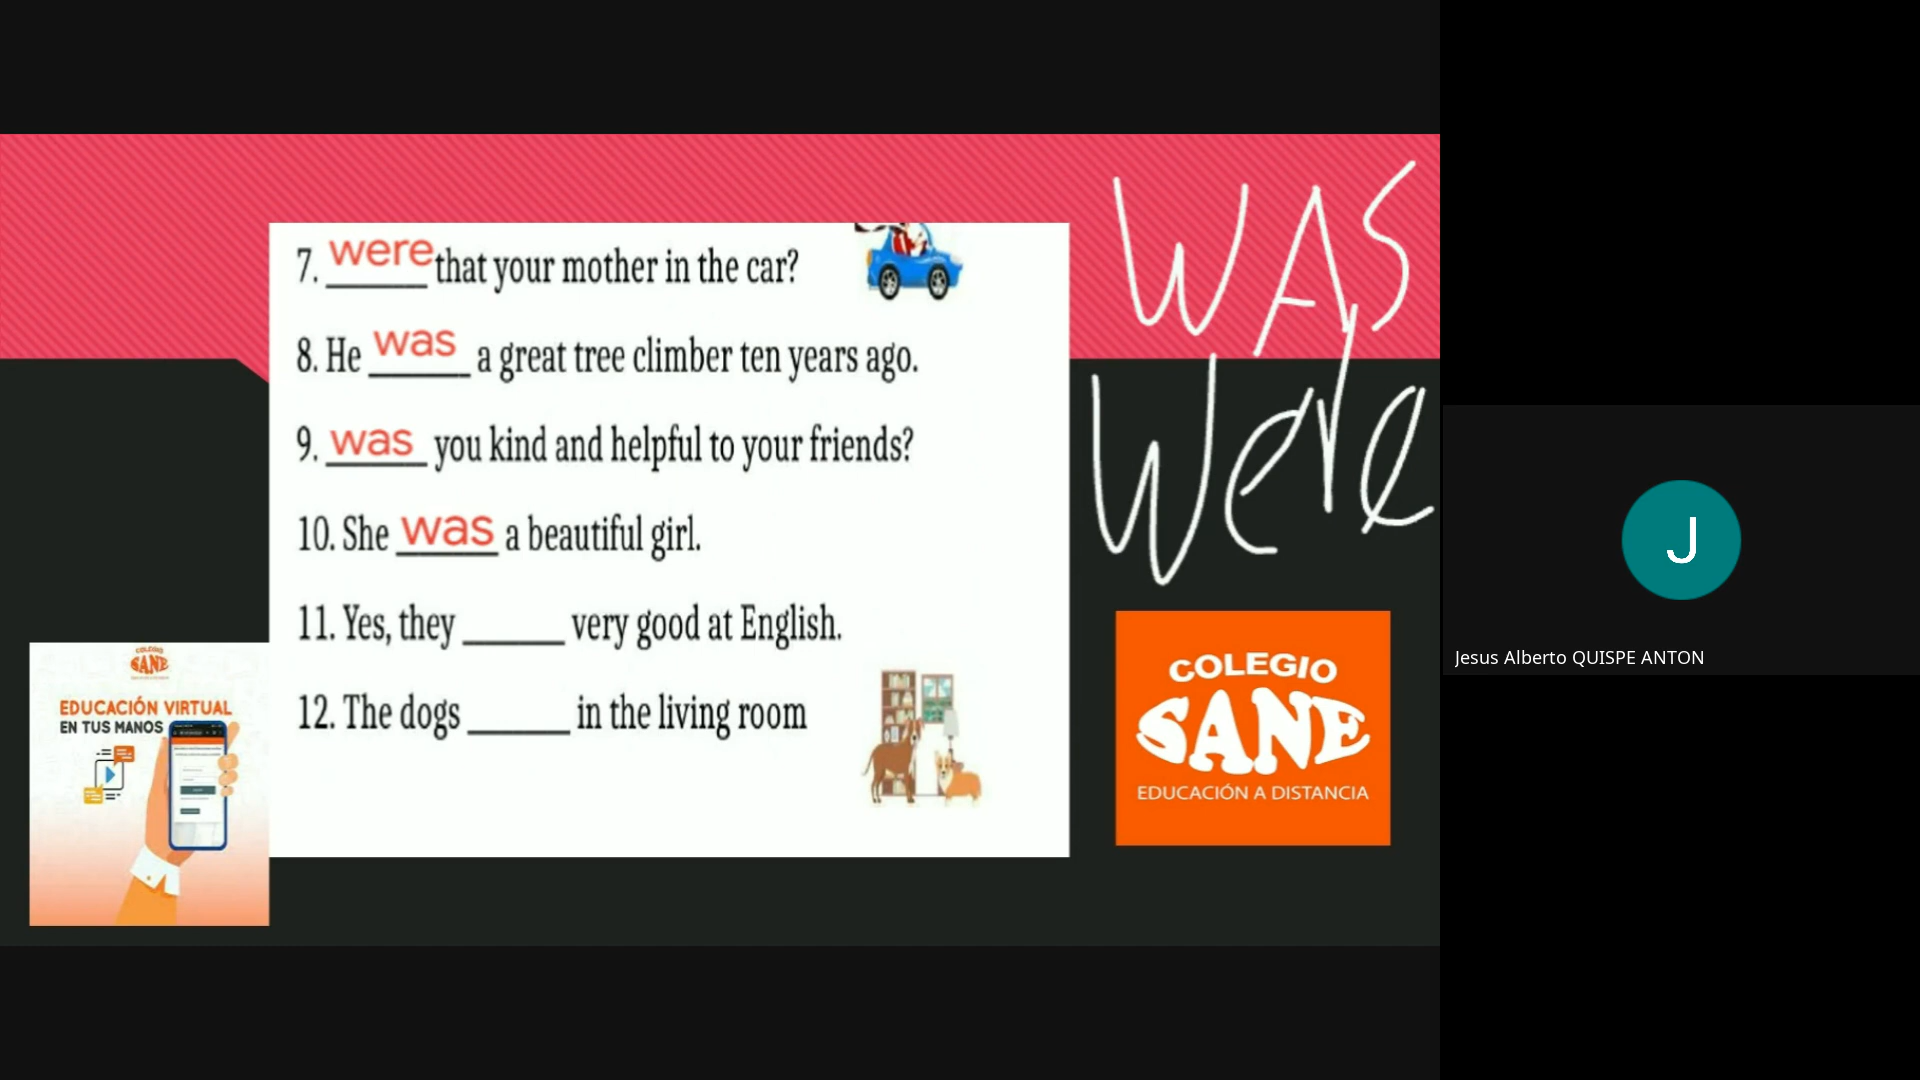 7. were that your mother in the car?
8. He was a great tree climber ten years ago.
9. was you kind and helpful to your friends?
10. She was a beautiful girl.
11. Yes, they ______ very good at English.
12. The dogs ______ in the living room
WAS
were
COLEGIO
SANE
EDUCACIÓN VIRTUAL
EN TUS MANOS
COLEGIO
SANE
EDUCACIÓN A DISTANCIA
J
Jesus Alberto QUISPE ANTON